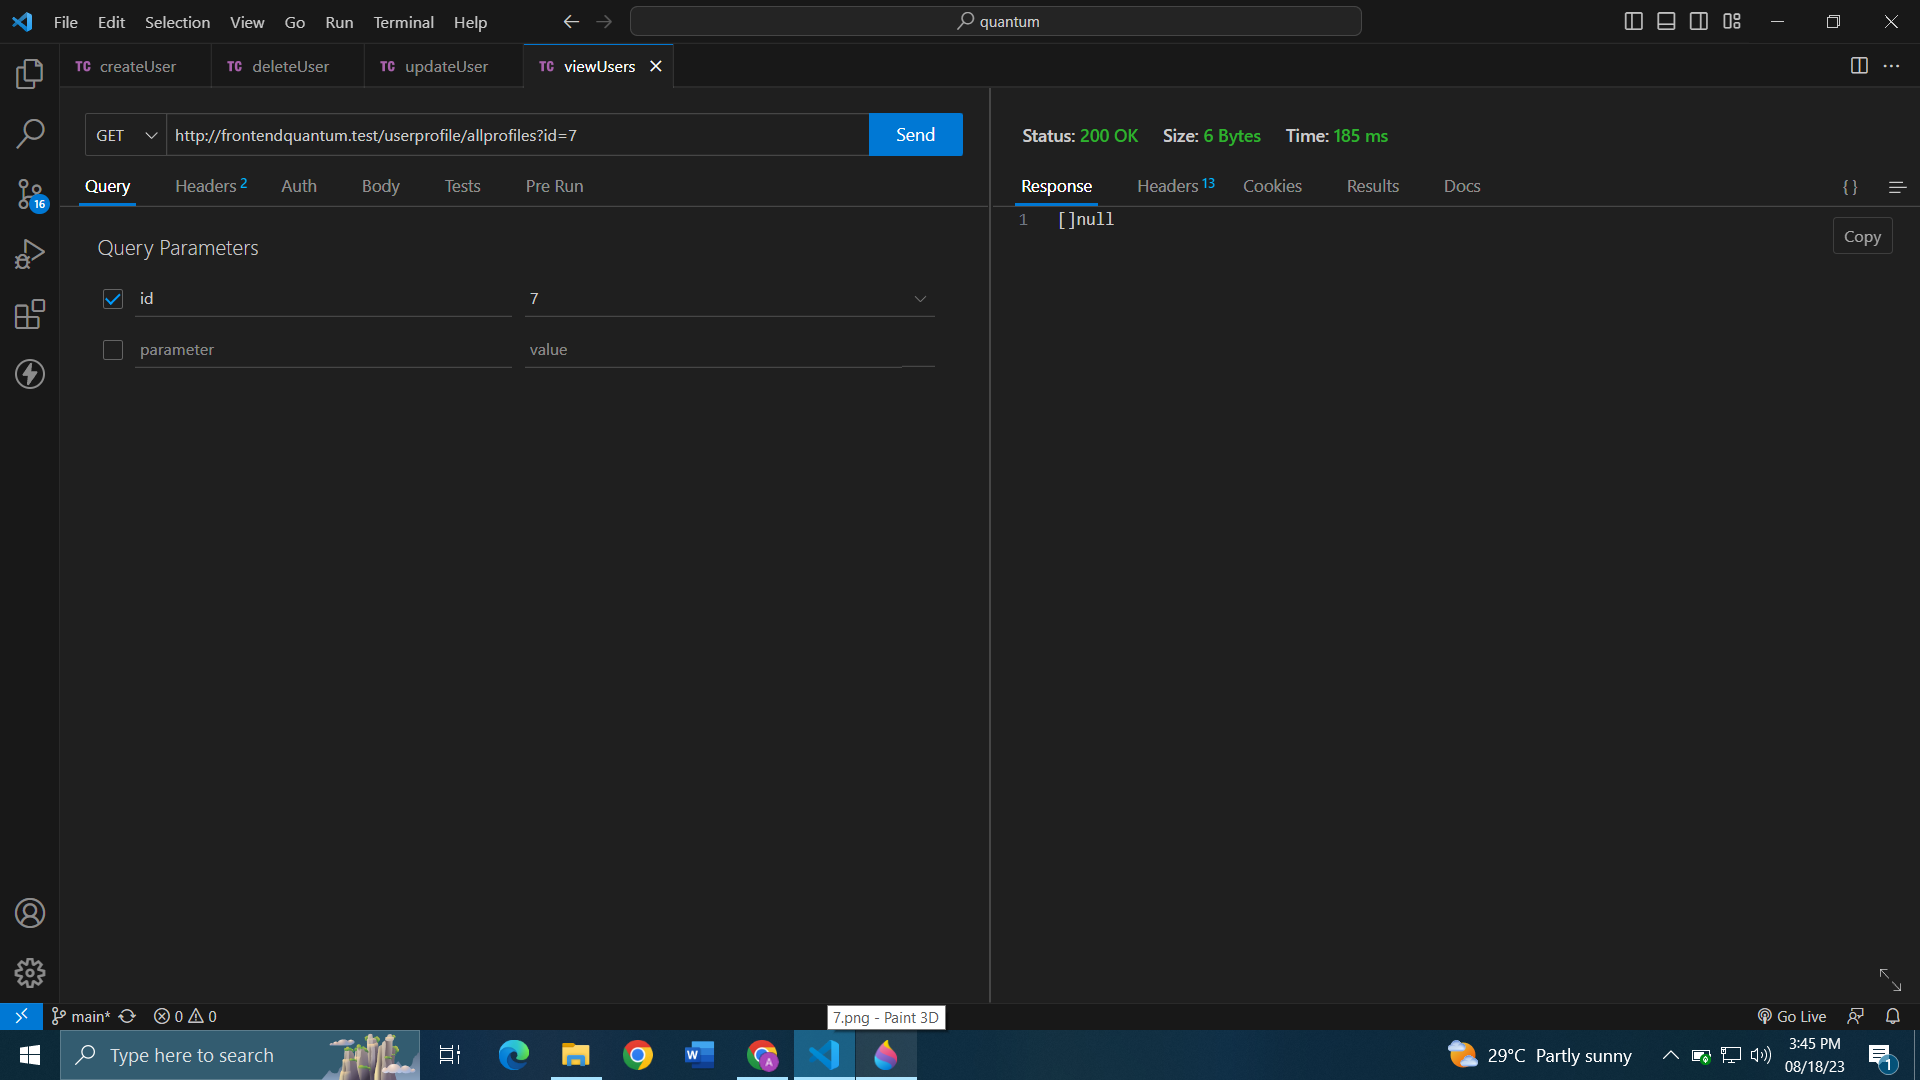 File Edit Selection View Go Run Terminal Help quantum
TC createUser TC deleteUser TC updateUser TC viewUsers
GET http://frontendquantum.test/userprofile/allprofiles?id=7 Send
Status: 200 OK Size: 6 Bytes Time: 185 ms
Query Headers 2 Auth Body Tests Pre Run
Response Headers 13 Cookies Results Docs { }
1 []null
Copy
Query Parameters
id 7
parameter value
16
main* 0 0
7.png - Paint 3D
Go Live
Type here to search
W
A
29°C Partly sunny
3:45 PM
08/18/23
1